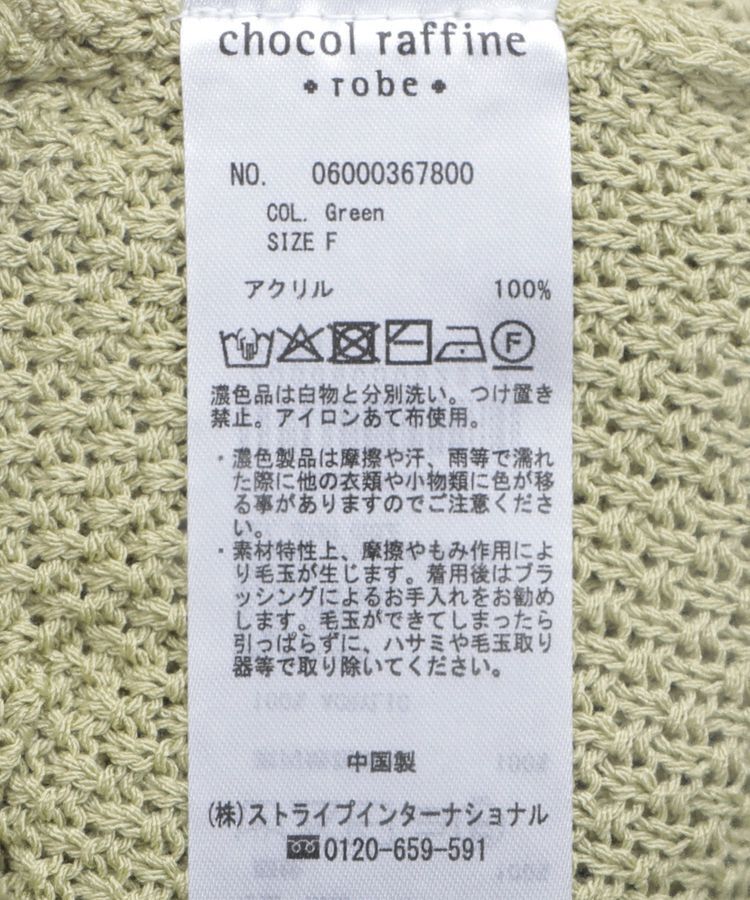 chocol raffine
robe
NO. 06000367800
COL. Green
SIZE F
アクリル 100%
F
濃色品は白物と分別洗い。つけ置き
禁止。アイロンあて布使用。
・濃色製品は摩擦や汗、雨等で濡れ
た際に他の衣類や小物類に色が移
る事がありますのでご注意くださ
い。
・素材特性上、摩擦やもみ作用によ
り毛玉が生じます。着用後はブラ
ッシングによるお手入れをお勧め
します。毛玉ができてしまったら
引っぱらずに、ハサミや毛玉取り
器等で取り除いてください。
中国製
(株)ストライプインターナショナル
0120-659-591